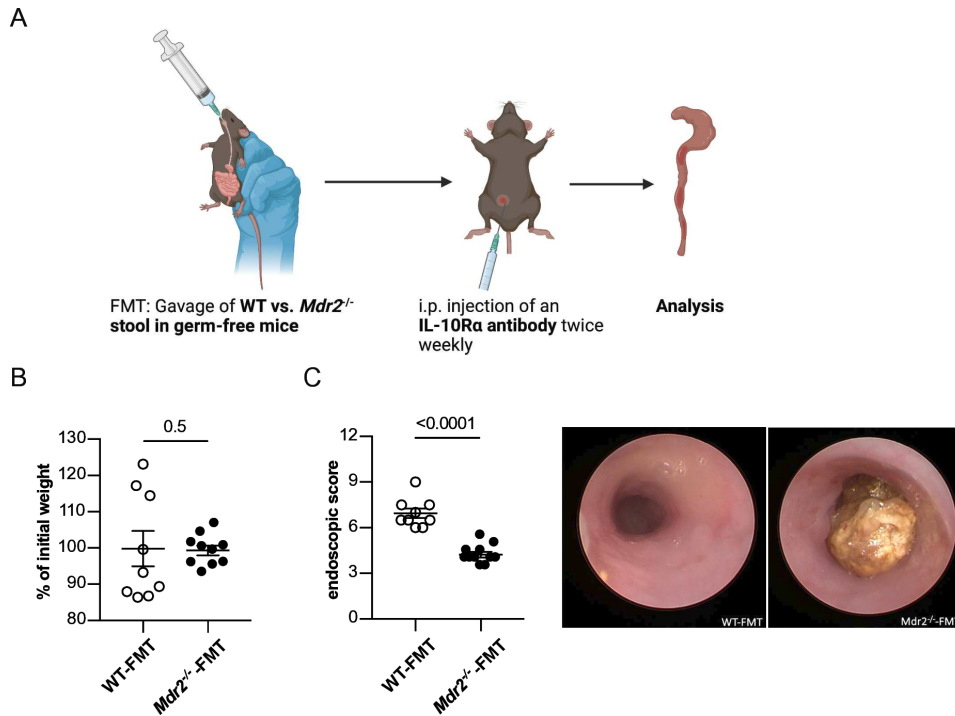 A
FMT: Gavage of WT vs. Mdr2-/-
stool in germ-free mice
i.p. injection of an
IL-10Rα antibody twice
weekly
Analysis
B
% of initial weight
130
120
110
100
90
80
0.5
WT-FMT
Mdr2-/--FMT
C
endoscopic score
12
9
6
3
0
<0.0001
WT-FMT
Mdr2-/--FMT
WT-FMT
Mdr2-/--FM